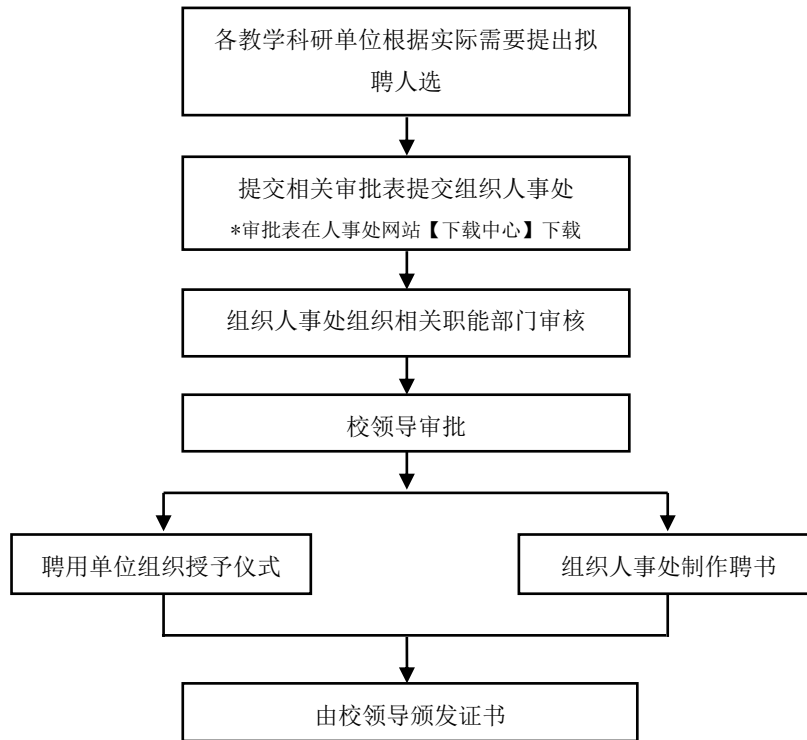 各教学科研单位根据实际需要提出拟
聘人选
提交相关审批表提交组织人事处
*审批表在人事处网站【下载中心】下载
组织人事处组织相关职能部门审核
校领导审批
聘用单位组织授予仪式
组织人事处制作聘书
由校领导颁发证书